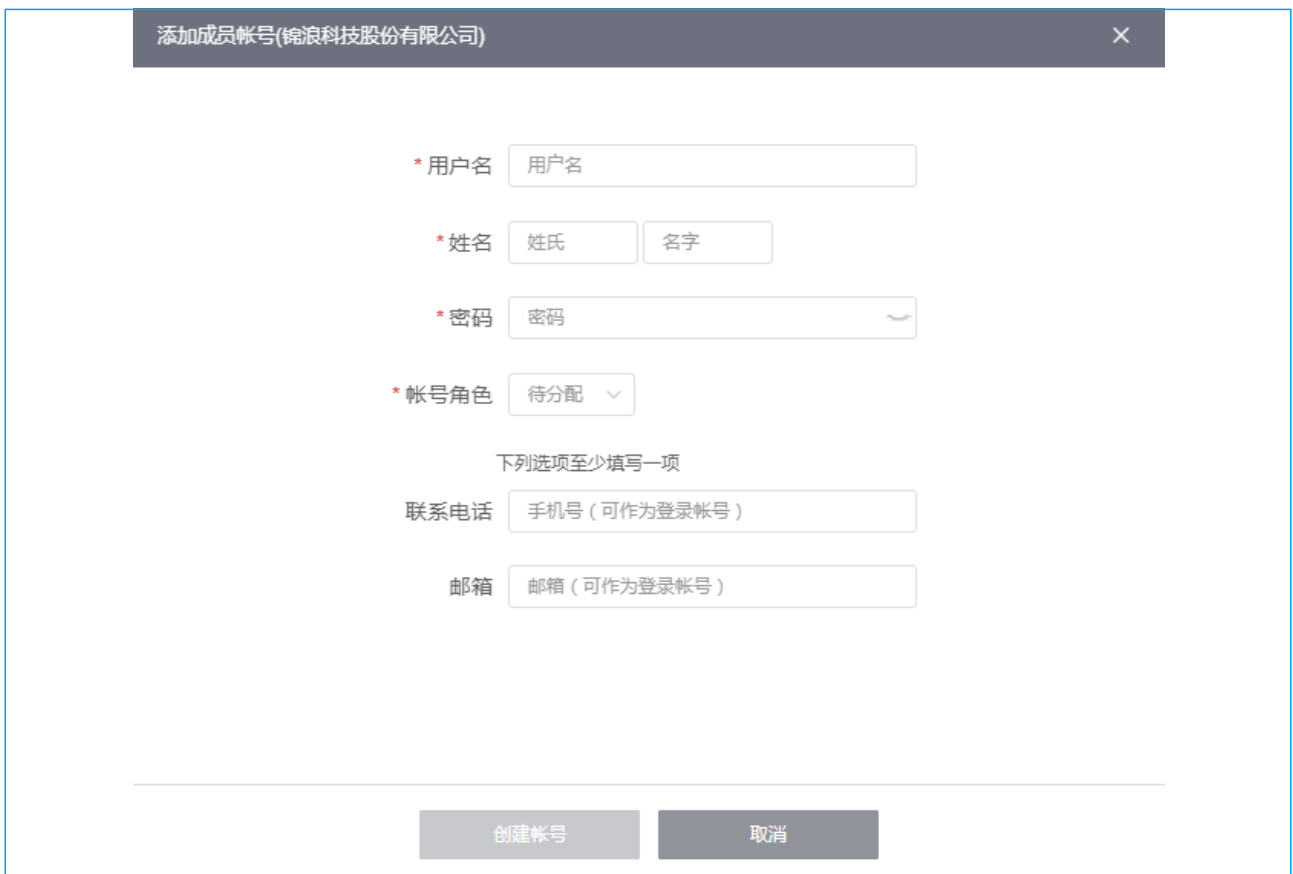 添加成员帐号(锦浪科技股份有限公司)
* 用户名 用户名
* 姓名 姓氏 名字
* 密码 密码
* 帐号角色 待分配
下列选项至少填写一项
联系电话 手机号 ( 可作为登录帐号 )
邮箱 邮箱 ( 可作为登录帐号 )
创建帐号 取消